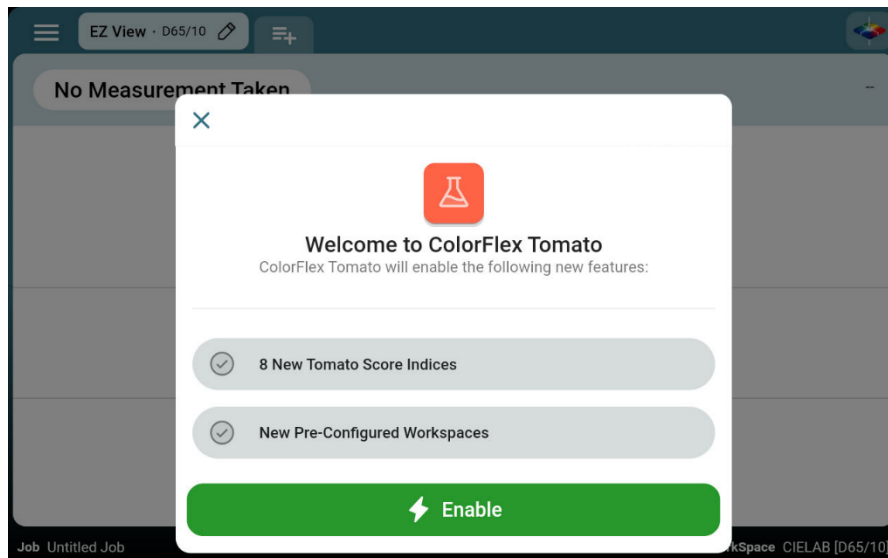 EZ View · D65/10
No Measurement Taken
--
Welcome to ColorFlex Tomato
ColorFlex Tomato will enable the following new features:
8 New Tomato Score Indices
New Pre-Configured Workspaces
Enable
Job Untitled Job
kSpace CIELAB [D65/10]